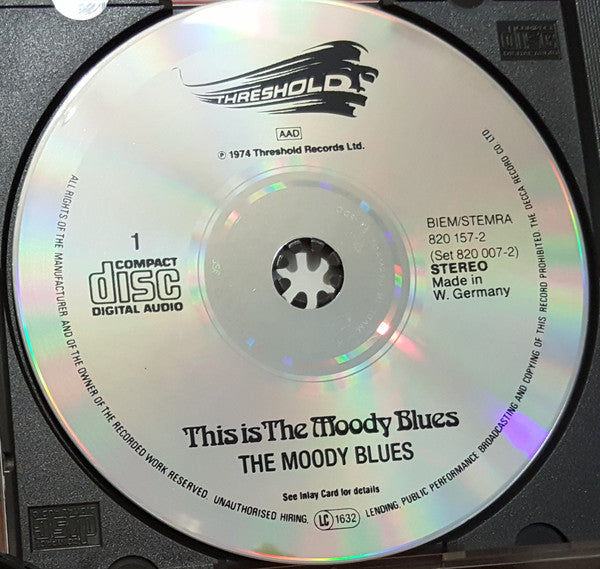 THRESHOLD
AAD
℗ 1974 Threshold Records Ltd.
1
COMPACT
disc
DIGITAL AUDIO
BIEM/STEMRA
820 157-2
(Set 820 007-2)
STEREO
Made in
W. Germany
This is The Moody Blues
THE MOODY BLUES
See Inlay Card for details
ALL RIGHTS OF THE MANUFACTURER AND OF THE OWNER OF THE RECORDED WORK RESERVED. UNAUTHORISED HIRING, LC 1632 LENDING, PUBLIC PERFORMANCE, BROADCASTING AND COPYING OF THIS RECORD PROHIBITED. THE DECCA RECORD CO. LTD.